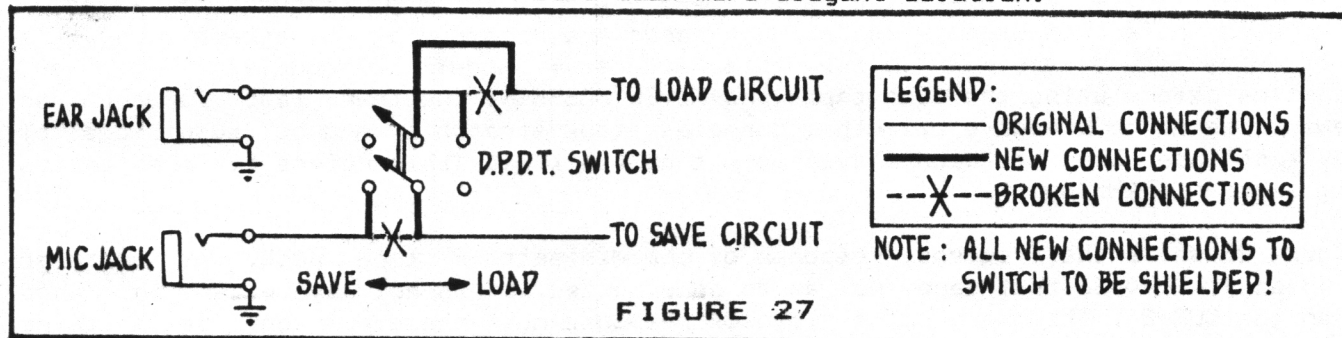 EAR JACK
TO LOAD CIRCUIT
D.P.D.T. SWITCH
MIC JACK
TO SAVE CIRCUIT
SAVE LOAD
FIGURE 27
LEGEND:
ORIGINAL CONNECTIONS
NEW CONNECTIONS
BROKEN CONNECTIONS
NOTE: ALL NEW CONNECTIONS TO
SWITCH TO BE SHIELDED!